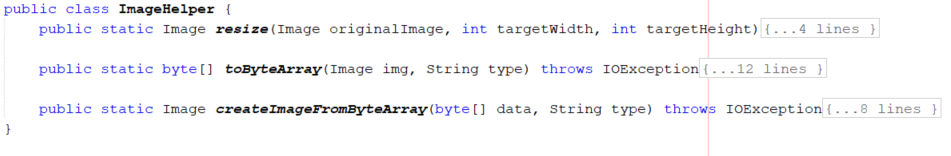 public class ImageHelper {
public static Image resize(Image originalImage, int targetWidth, int targetHeight){...4 lines }
public static byte[] toByteArray(Image img, String type) throws IOException{...12 lines }
public static Image createImageFromByteArray(byte[] data, String type) throws IOException{...8 lines }
}